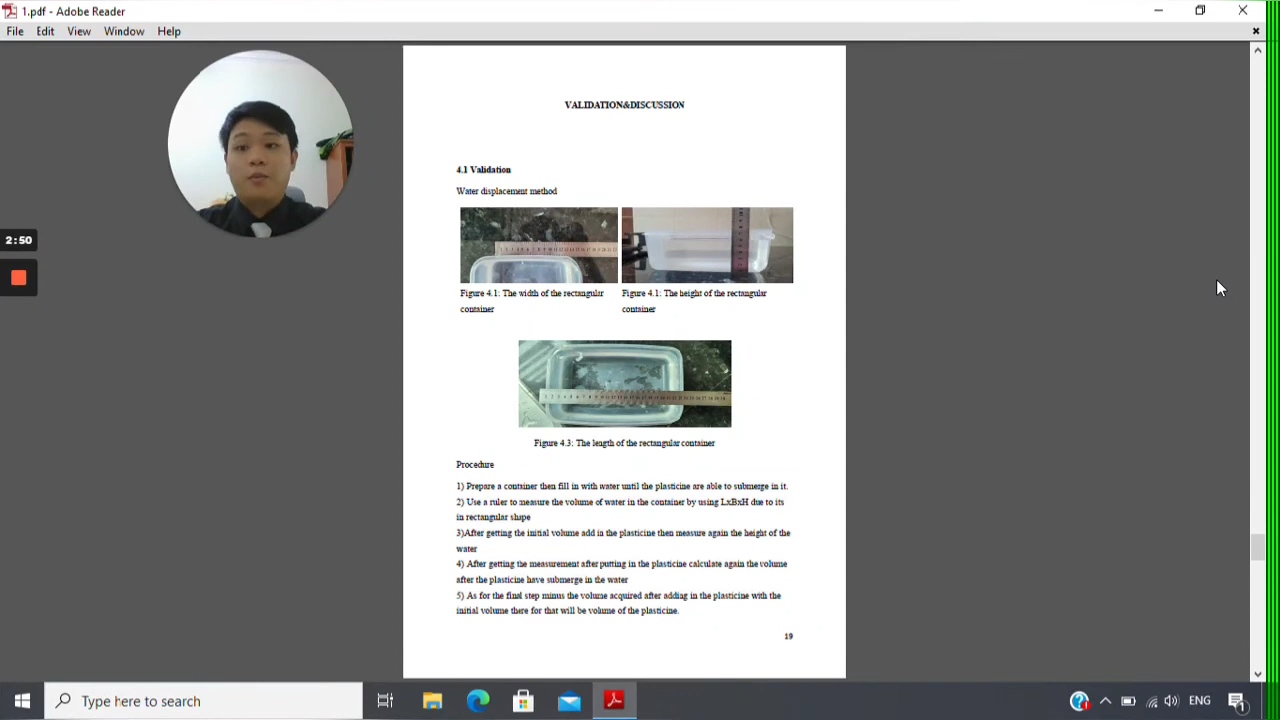 1.pdf - Adobe Reader
File Edit View Window Help
VALIDATION&DISCUSSION
4.1 Validation
Water displacement method
Figure 4.1: The width of the rectangular
container
Figure 4.1: The height of the rectangular
container
Figure 4.3: The length of the rectangular container
Procedure
1) Prepare a container then fill in with water until the plasticine are able to submerge in it.
2) Use a ruler to measure the volume of water in the container by using LxBxH due to its
in rectangular shape
3)After getting the initial volume add in the plasticine then measure again the height of the
water
4) After getting the measurement after putting in the plasticine calculate again the volume
after the plasticine have submerge in the water
5) As for the final step minus the volume acquired after adding in the plasticine with the
initial volume there for that will be volume of the plasticine.
19
2:50
Type here to search
ENG